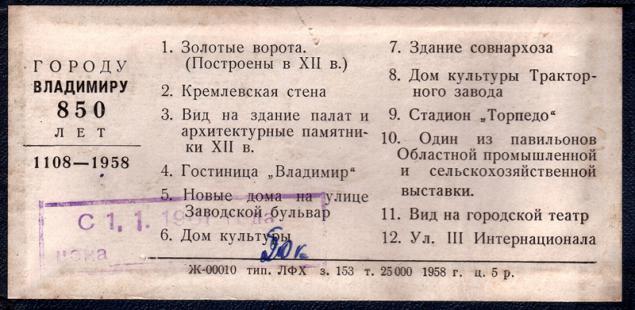 ГОРОДУ
ВЛАДИМИРУ
850
ЛЕТ
1108—1958
1. Золотые ворота.
(Построены в XII в.)
2. Кремлевская стена
3. Вид на здание палат и
архитектурные памятни-
ки XII в.
4. Гостиница „Владимир"
5. Новые дома на улице
Заводской бульвар
6. Дом культуры
7. Здание совнархоза
8. Дом культуры Трактор-
ного завода
9. Стадион „Торпедо"
10. Один из павильонов
Областной промышленной
и сельскохозяйственной
выставки.
11. Вид на городской театр
12. Ул. III Интернационала
С 1. 1.
цена
50 к
Ж-00010 тип. ЛФХ з. 153 т. 25000 1958 г. ц. 5 р.